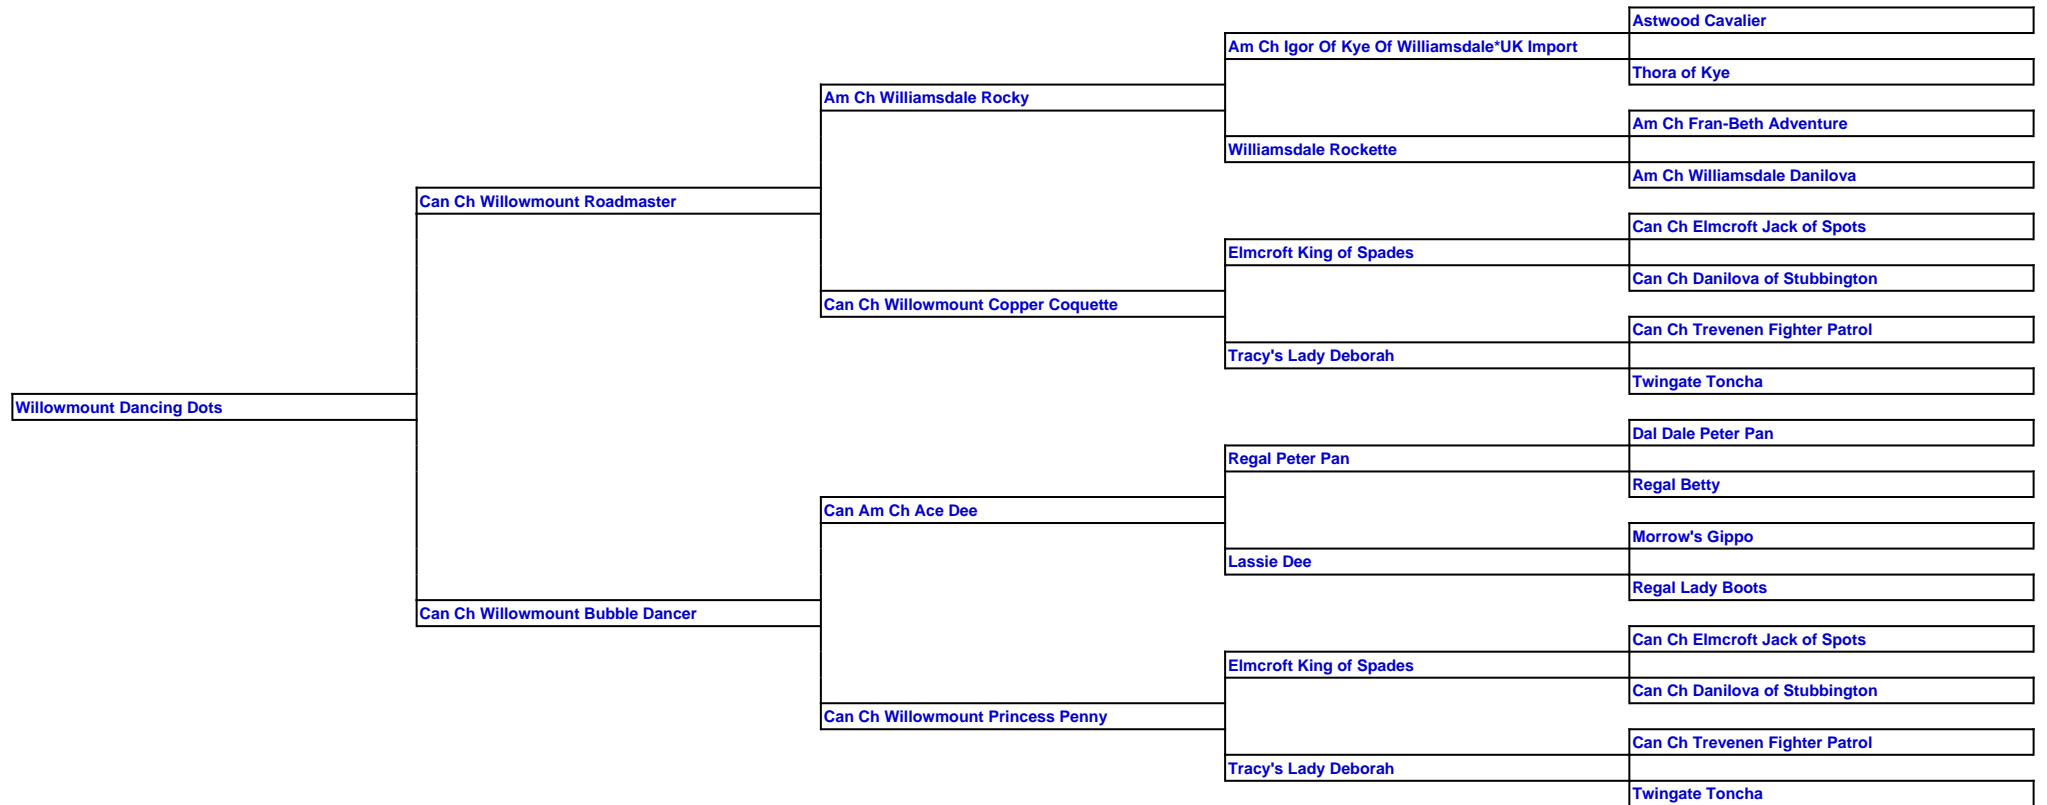 Astwood Cavalier
Am Ch Igor Of Kye Of Williamsdale*UK Import
Thora of Kye
Am Ch Williamsdale Rocky
Am Ch Fran-Beth Adventure
Williamsdale Rockette
Am Ch Williamsdale Danilova
Can Ch Willowmount Roadmaster
Can Ch Elmcroft Jack of Spots
Elmcroft King of Spades
Can Ch Danilova of Stubbington
Can Ch Willowmount Copper Coquette
Can Ch Trevenen Fighter Patrol
Tracy's Lady Deborah
Twingate Toncha
Willowmount Dancing Dots
Dal Dale Peter Pan
Regal Peter Pan
Regal Betty
Can Am Ch Ace Dee
Morrow's Gippo
Lassie Dee
Regal Lady Boots
Can Ch Willowmount Bubble Dancer
Can Ch Elmcroft Jack of Spots
Elmcroft King of Spades
Can Ch Danilova of Stubbington
Can Ch Willowmount Princess Penny
Can Ch Trevenen Fighter Patrol
Tracy's Lady Deborah
Twingate Toncha